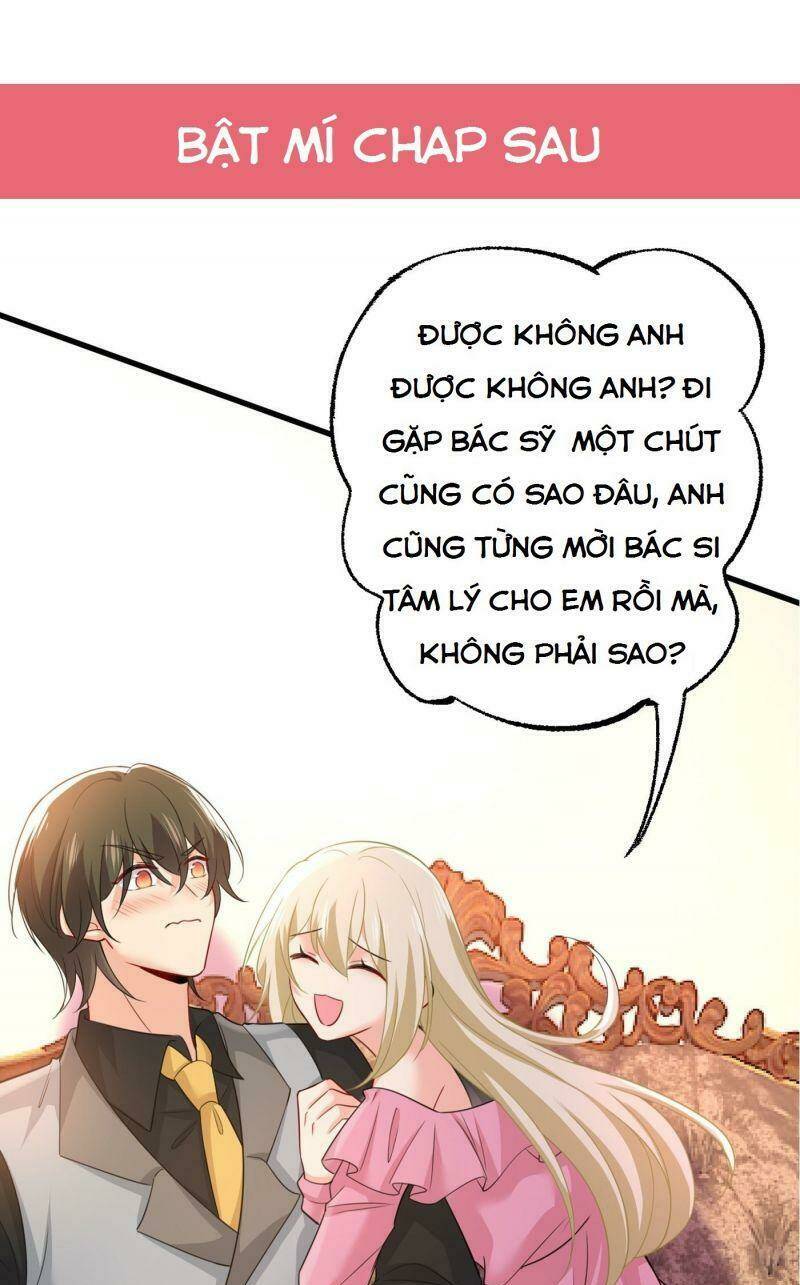 BẬT MÍ CHAP SAU
ĐƯỢC KHÔNG ANH
ĐƯỢC KHÔNG ANH? ĐI
GẶP BÁC SỸ MỘT CHÚT
CŨNG CÓ SAO ĐÂU, ANH
CŨNG TỪNG MỜI BÁC SI
TÂM LÝ CHO EM RỒI MÀ,
KHÔNG PHẢI SAO?